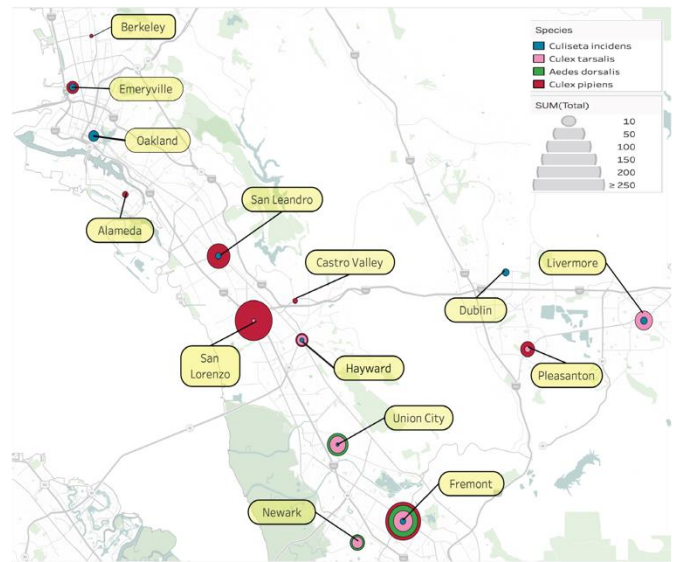 Berkeley
Emeryville
Oakland
Alameda
San Leandro
Castro Valley
San
Lorenzo
Hayward
Dublin
Livermore
Pleasanton
Union City
Fremont
Newark
Species
Culiseta incidens
Culex tarsalis
Aedes dorsalis
Culex pipiens
SUM(Total)
10
50
100
150
200
≥ 250